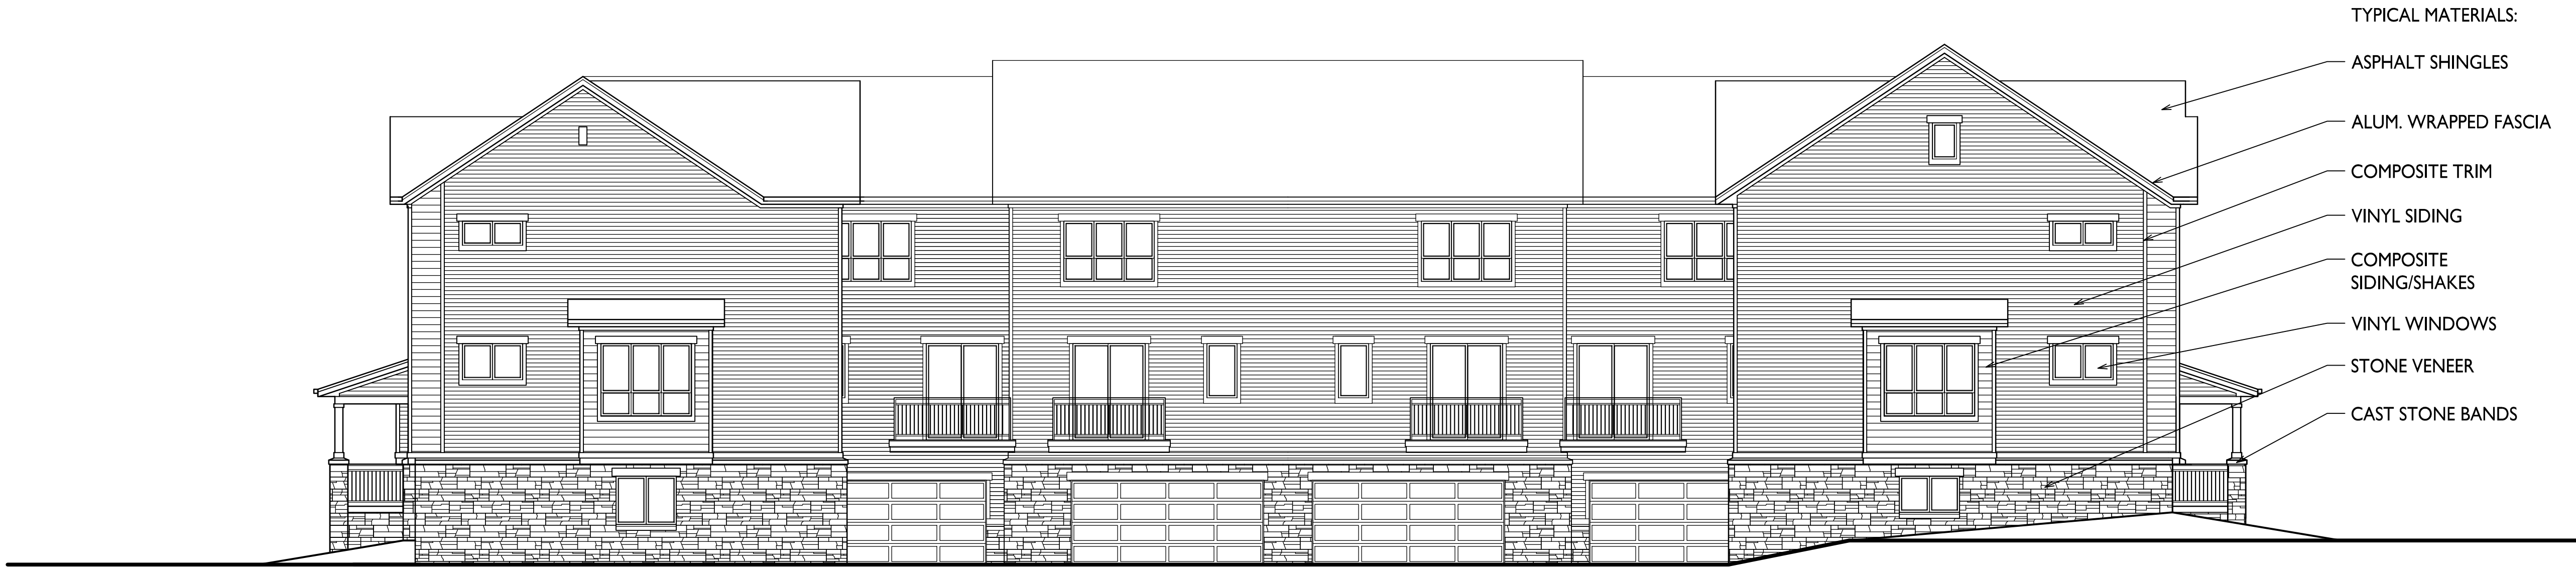 TYPICAL MATERIALS:
ASPHALT SHINGLES
ALUM. WRAPPED FASCIA
COMPOSITE TRIM
VINYL SIDING
COMPOSITE
SIDING/SHAKES
VINYL WINDOWS
STONE VENEER
CAST STONE BANDS